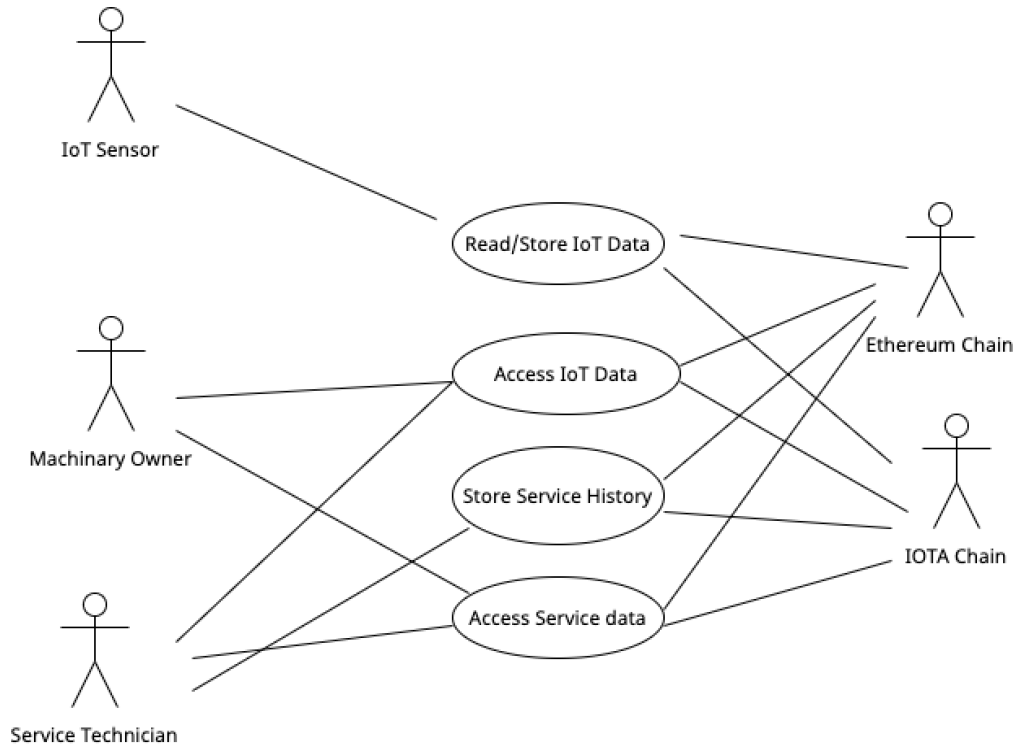 IoT Sensor
Read/Store IoT Data
Ethereum Chain
Access IoT Data
Machinary Owner
Store Service History
IOTA Chain
Access Service data
Service Technician